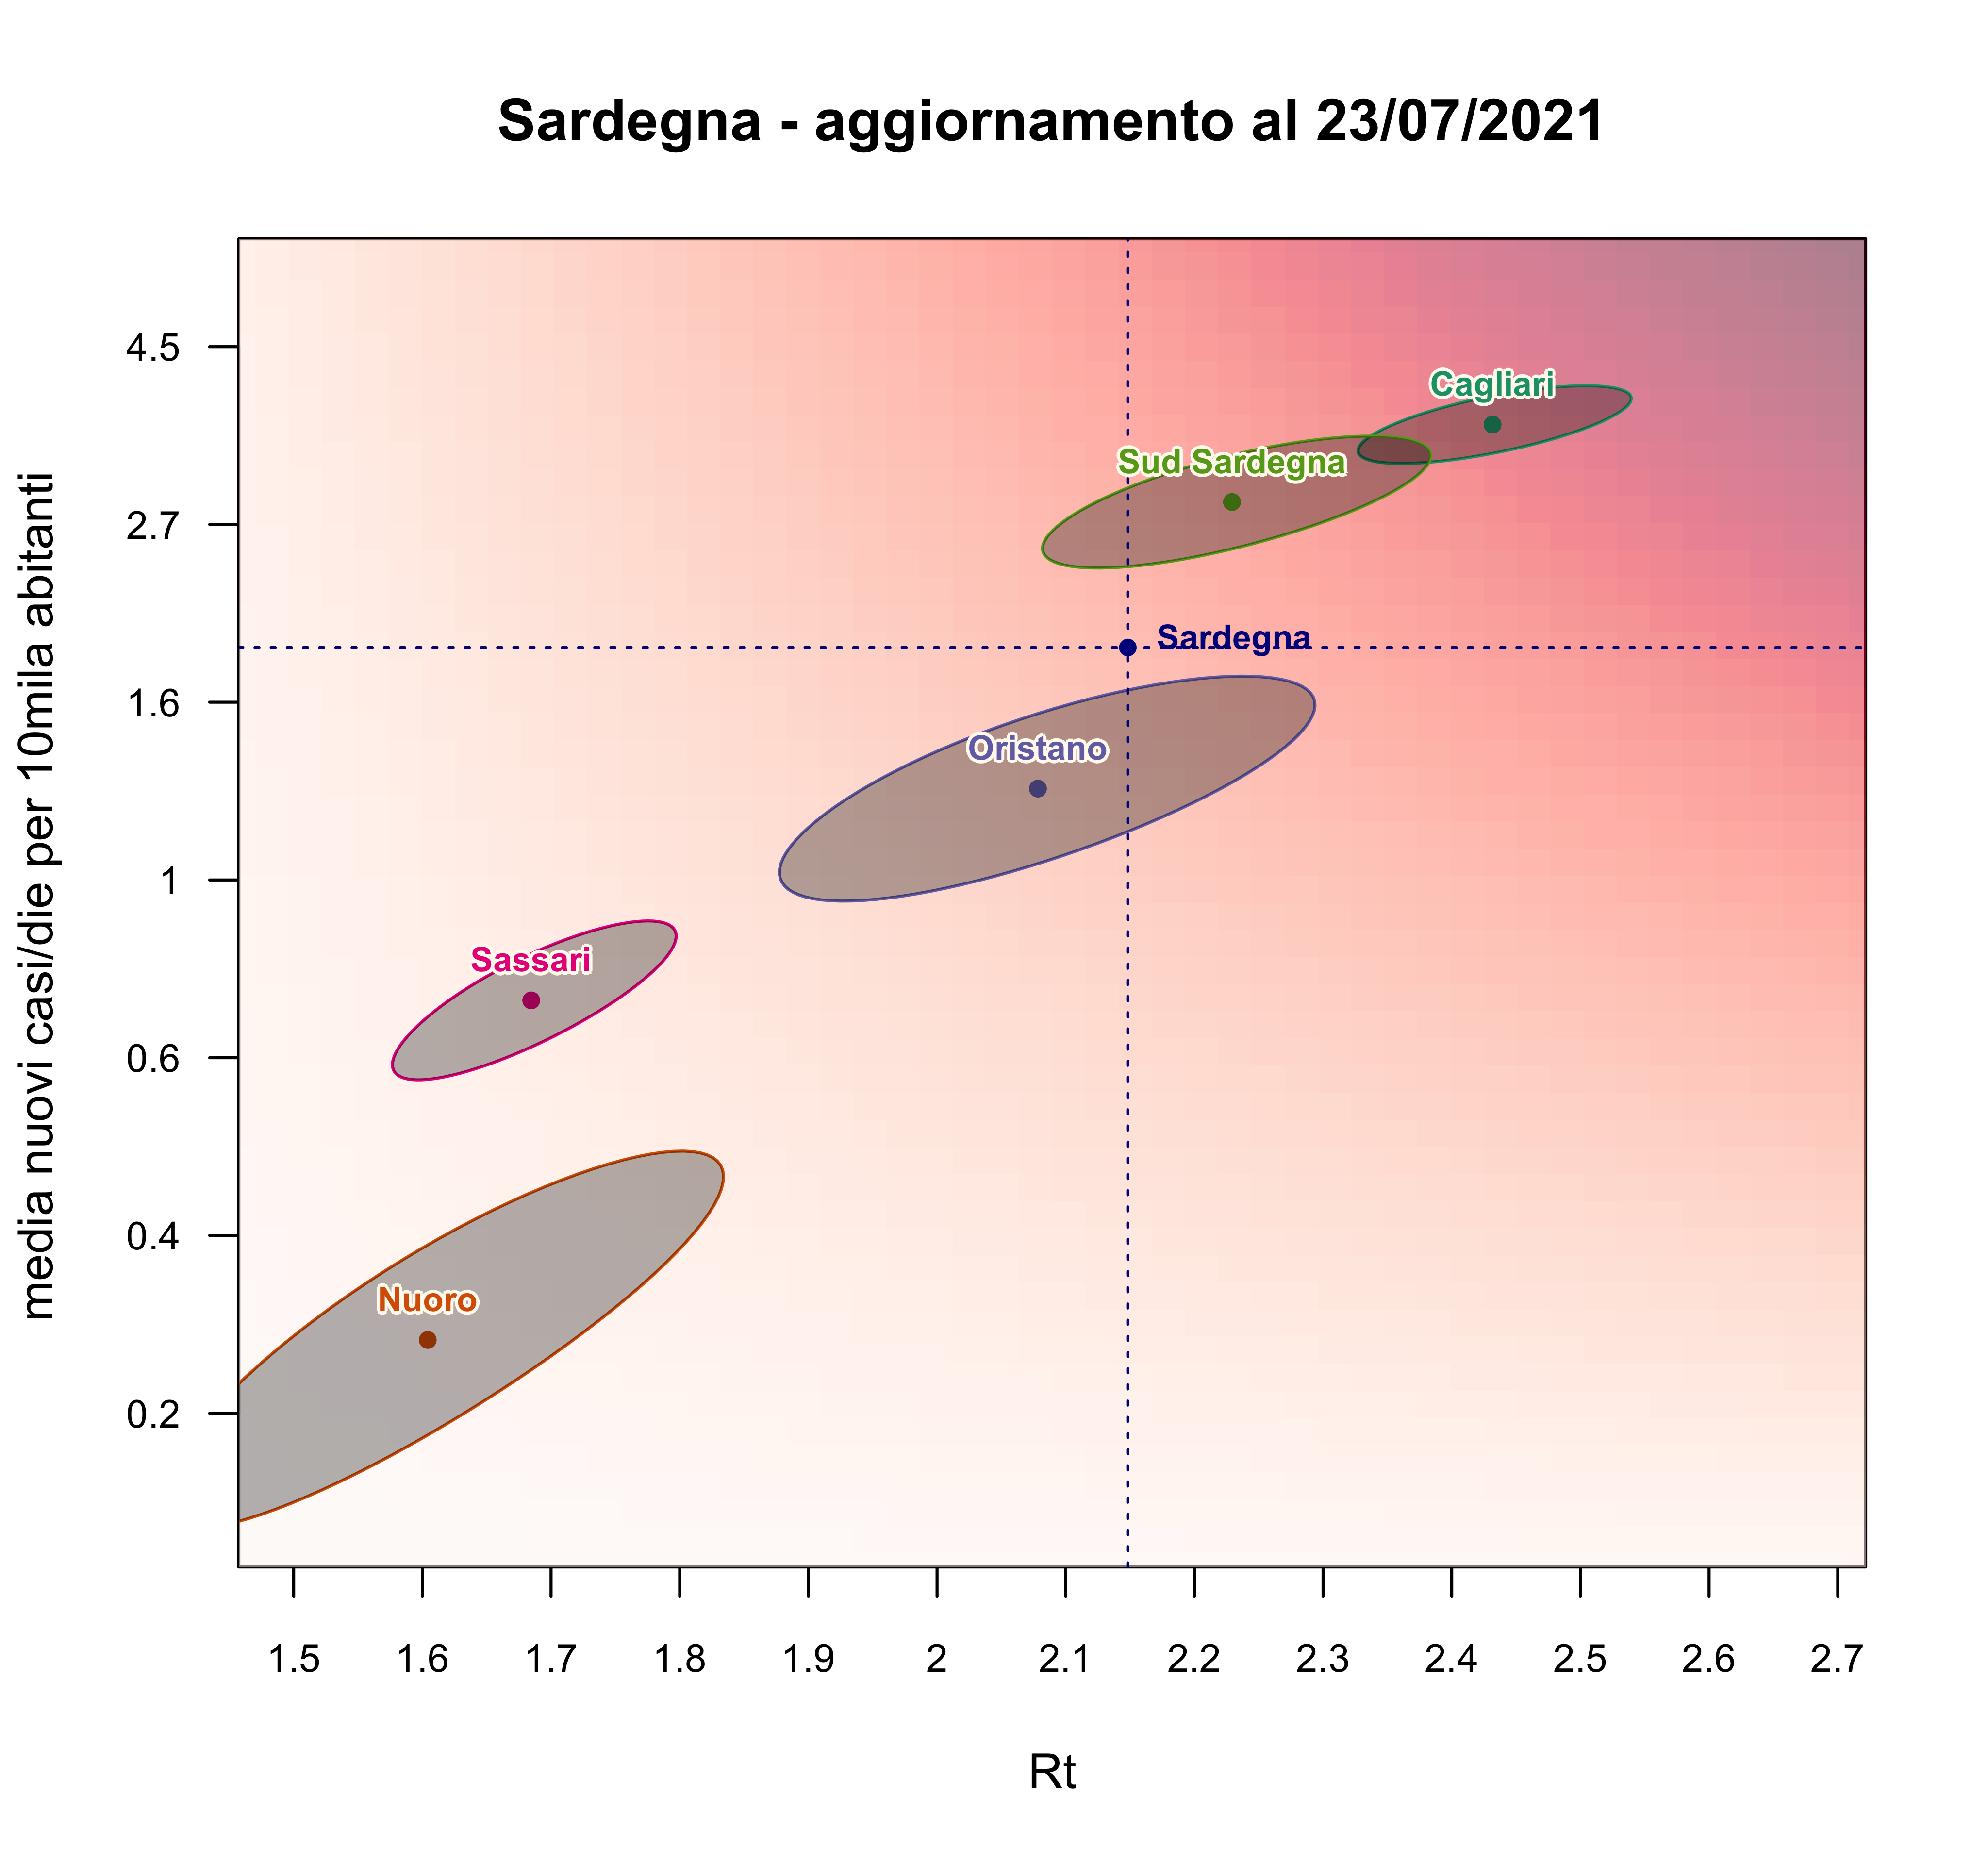 Sardegna - aggiornamento al 23/07/2021
media nuovi casi/die per 10mila abitanti
4.5
2.7
1.6
1
0.6
0.4
0.2
Cagliari
Sud Sardegna
Sardegna
Oristano
Sassari
Nuoro
1.5 1.6 1.7 1.8 1.9 2 2.1 2.2 2.3 2.4 2.5 2.6 2.7
Rt